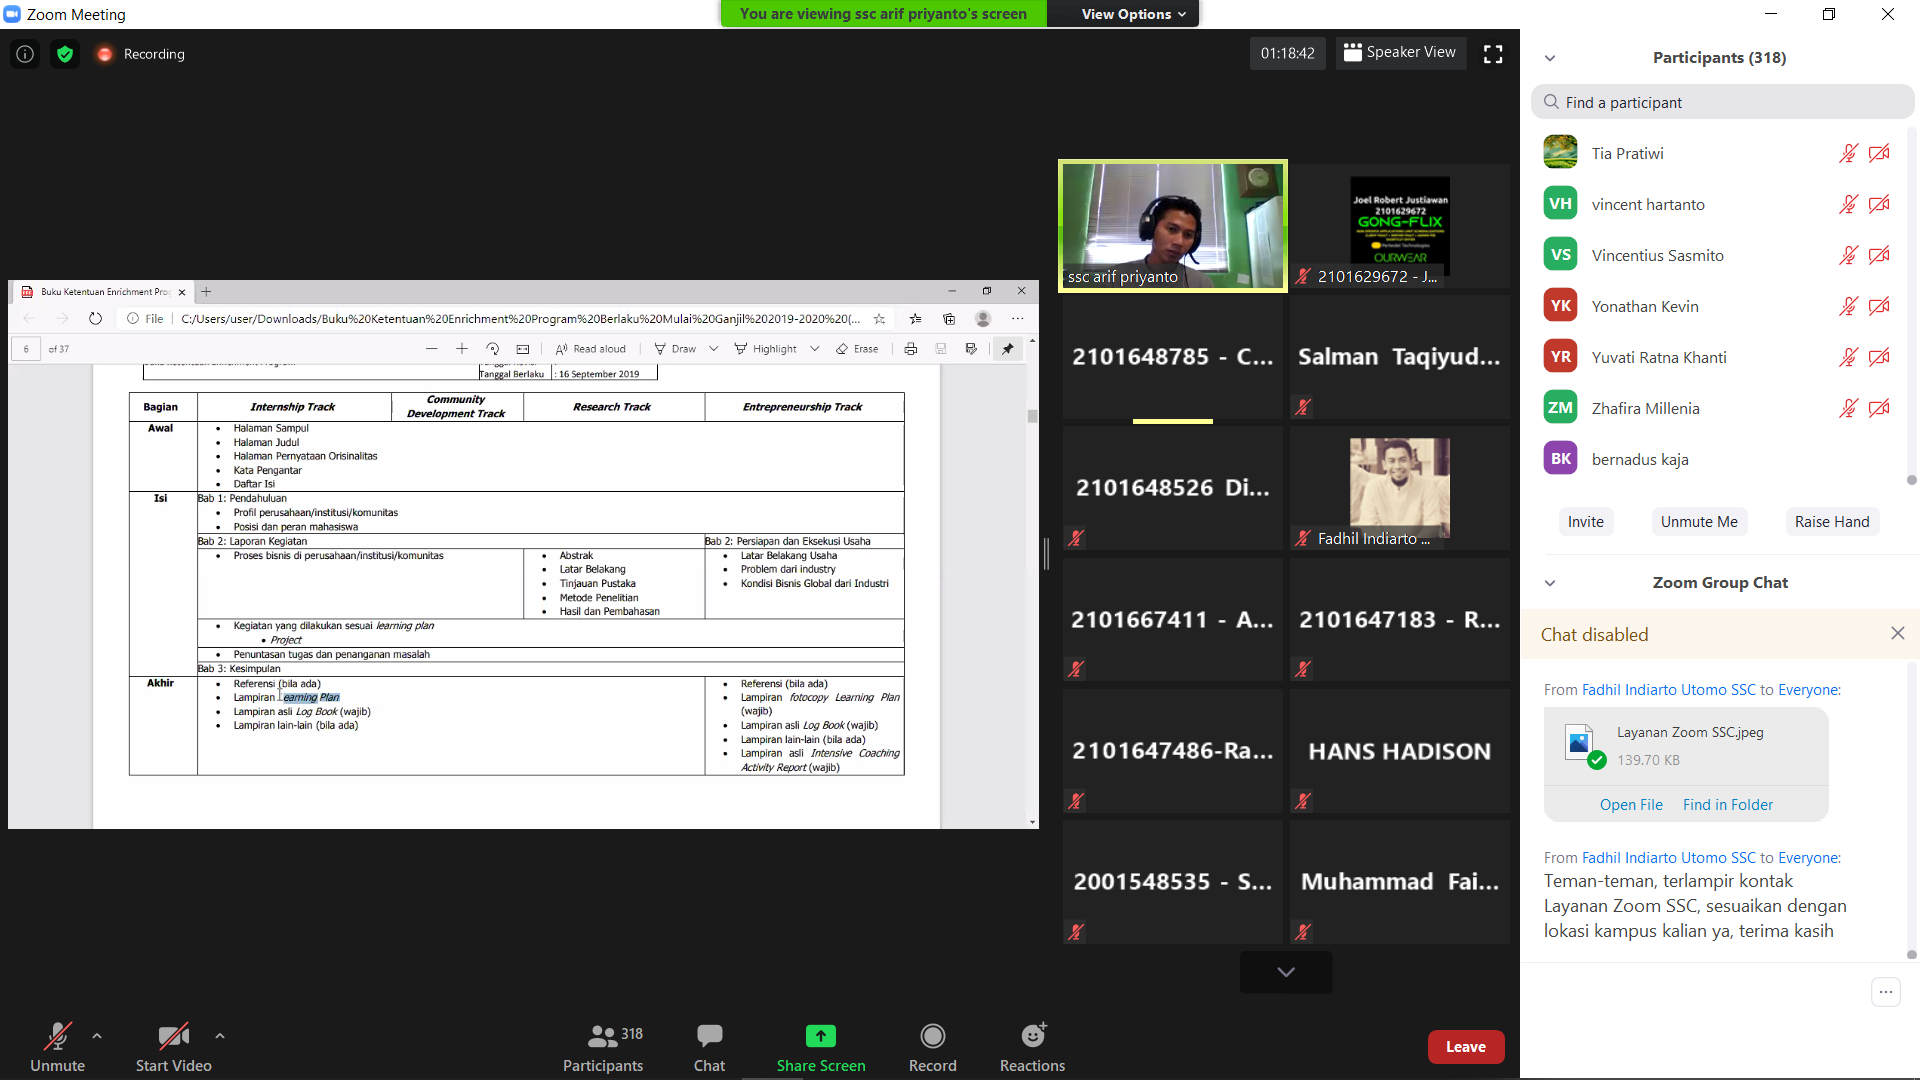 Zoom Meeting
You are viewing ssc arif priyanto's screen
View Options
Recording
01:18:42
Speaker View
Buku Ketentuan Enrichment Pro
File
C:/Users/user/Downloads/Buku%20Ketentuan%20Enrichment%20Program%20Berlaku%20Mulai%20Ganjil%202019-2020%20(...
6 of 37
Read aloud
Draw
Highlight
Erase
Tanggal Berlaku : 16 September 2019
Bagian
Internship Track
Community
Development Track
Research Track
Entrepreneurship Track
Awal
• Halaman Sampul
• Halaman Judul
• Halaman Pernyataan Orisinalitas
• Kata Pengantar
• Daftar Isi
Isi
Bab 1: Pendahuluan
• Profil perusahaan/institusi/komunitas
• Posisi dan peran mahasiswa
Bab 2: Laporan Kegiatan
Bab 2: Persiapan dan Eksekusi Usaha
• Proses bisnis di perusahaan/institusi/komunitas
• Abstrak
• Latar Belakang
• Tinjauan Pustaka
• Metode Penelitian
• Hasil dan Pembahasan
• Latar Belakang Usaha
• Problem dari industry
• Kondisi Bisnis Global dari Industri
• Kegiatan yang dilakukan sesuai learning plan
• Project
• Penuntasan tugas dan penanganan masalah
Bab 3: Kesimpulan
Akhir
• Referensi (bila ada)
• Lampiran Learning Plan
• Lampiran asli Log Book (wajib)
• Lampiran lain-lain (bila ada)
• Referensi (bila ada)
• Lampiran fotocopy Learning Plan
(wajib)
• Lampiran asli Log Book (wajib)
• Lampiran lain-lain (bila ada)
• Lampiran asli Intensive Coaching
Activity Report (wajib)
ssc arif priyanto
Joel Robert Justiawan
2101629672
GONG-FLIX
OURWEAR
2101629672 - J...
2101648785 - C...
Salman Taqiyud...
2101648526 Di...
Fadhil Indiarto ...
2101667411 - A...
2101647183 - R...
2101647486-Ra...
HANS HADISON
2001548535 - S...
Muhammad Fai...
Participants (318)
Find a participant
Tia Pratiwi
VH vincent hartanto
VS Vincentius Sasmito
YK Yonathan Kevin
YR Yuvati Ratna Khanti
ZM Zhafira Millenia
BK bernadus kaja
Invite
Unmute Me
Raise Hand
Zoom Group Chat
Chat disabled
From Fadhil Indiarto Utomo SSC to Everyone:
Layanan Zoom SSC.jpeg
139.70 KB
Open File
Find in Folder
From Fadhil Indiarto Utomo SSC to Everyone:
Teman-teman, terlampir kontak
Layanan Zoom SSC, sesuaikan dengan
lokasi kampus kalian ya, terima kasih
Unmute
Start Video
318
Participants
Chat
Share Screen
Record
Reactions
Leave